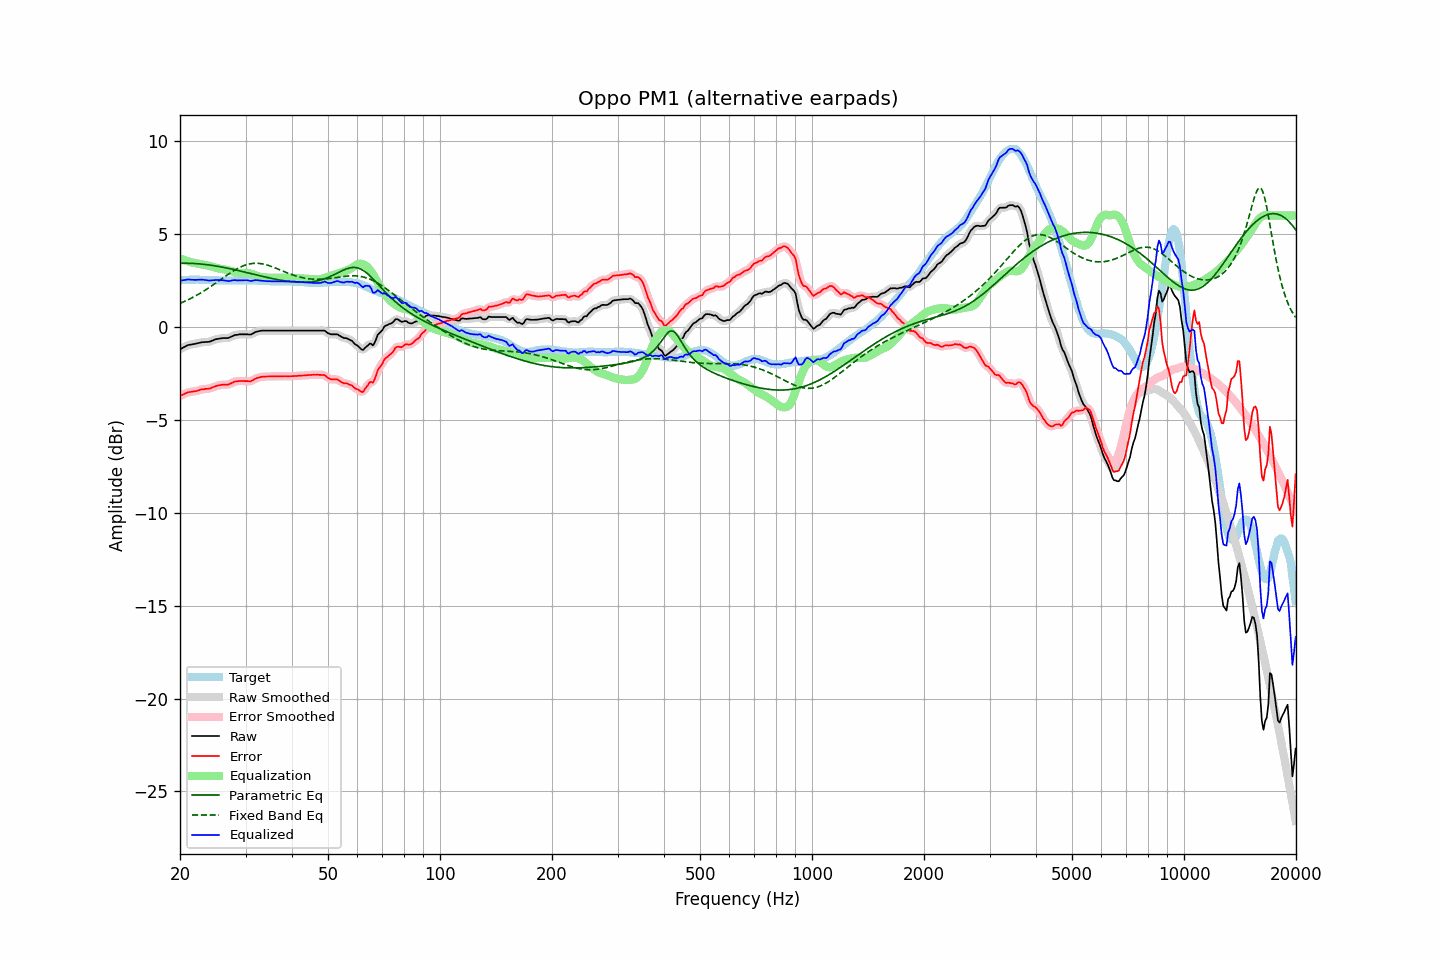 Oppo PM1 (alternative earpads)
Amplitude (dBr)
10
5
0
−5
−10
−15
−20
−25
Target
Raw Smoothed
Error Smoothed
Raw
Error
Equalization
Parametric Eq
Fixed Band Eq
Equalized
20 50 100 200 500 1000 2000 5000 10000 20000
Frequency (Hz)